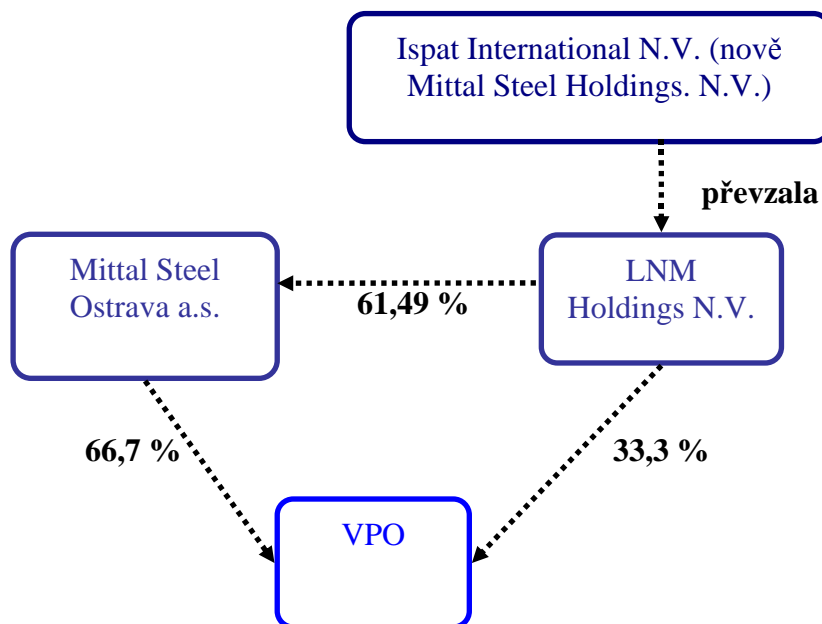 Ispat International N.V. (nově
Mittal Steel Holdings. N.V.)
převzala
Mittal Steel
Ostrava a.s.
LNM
Holdings N.V.
61,49 %
66,7 %
33,3 %
VPO